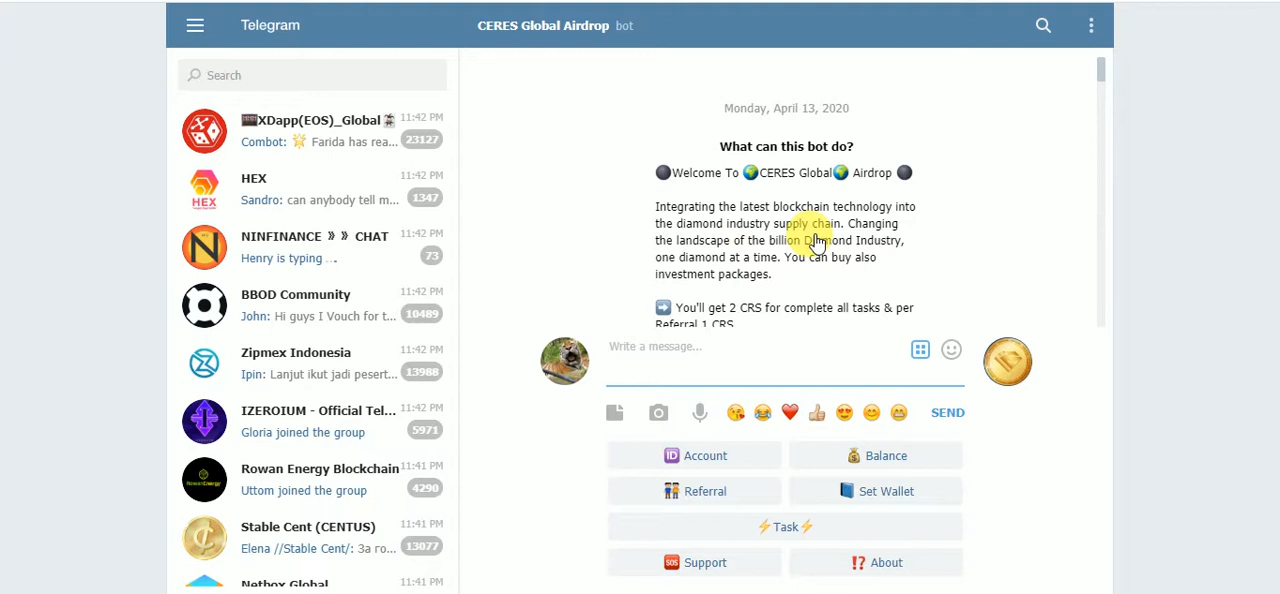 Telegram
CERES Global Airdrop bot
Search
XDapp(EOS)_Global
11:42 PM
Combot: Farida has rea...
23127
HEX
11:42 PM
Sandro: can anybody tell m...
1347
NINFINANCE 》 》 CHAT
11:42 PM
Henry is typing ...
73
BBOD Community
11:42 PM
John: Hi guys I Vouch for t...
10489
Zipmex Indonesia
11:42 PM
Ipin: Lanjut ikut jadi pesert...
13988
IZEROIUM - Official Tel...
11:42 PM
Gloria joined the group
5971
Rowan Energy Blockchain
11:41 PM
Uttom joined the group
4290
Stable Cent (CENTUS)
11:41 PM
Elena //Stable Cent/: За го...
13077
Netbox Global
11:41 PM
HEX
RowanEnergy
Monday, April 13, 2020
What can this bot do?
Welcome To CERES Global Airdrop
Integrating the latest blockchain technology into
the diamond industry supply chain. Changing
the landscape of the billion Diamond Industry,
one diamond at a time. You can buy also
investment packages.
You'll get 2 CRS for complete all tasks & per
Referral 1 CRS
Write a message...
SEND
ID Account
Balance
Referral
Set Wallet
Task
SOS Support
About